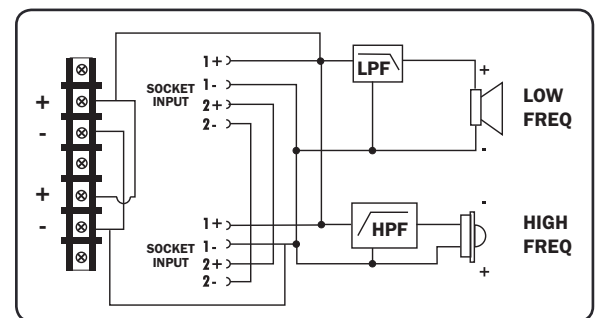 +
-
+
-
SOCKET
INPUT
1+
1-
2+
2-
SOCKET
INPUT
1+
1-
2+
2-
LPF
+
-
LOW
FREQ
HPF
-
+
HIGH
FREQ